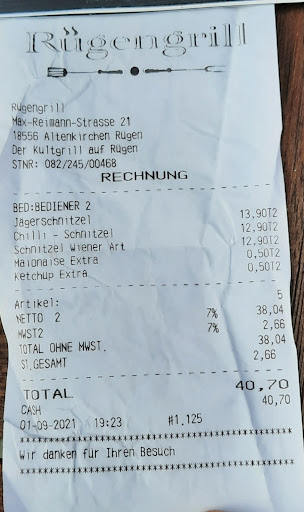 Rügengrill
Rügengrill
Max-Reimann-Strasse 21
18556 Altenkirchen Rügen
Der Kultgrill auf Rügen
STNR: 082/245/00468
RECHNUNG
BED:BEDIENER 2
Jägerschnitzel 13,90T2
Chilli - Schnitzel 12,90T2
Schnitzel Wiener Art 12,90T2
Maionaise Extra 0,50T2
Ketchup Extra 0,50T2
Artikel: 5
NETTO 2 7% 38,04
MWST2 7% 2,66
TOTAL OHNE MWST. 38,04
ST.GESAMT 2,66
TOTAL 40,70
CASH 40,70
01-09-2021 19:23 #1.125
Wir danken für Ihren Besuch